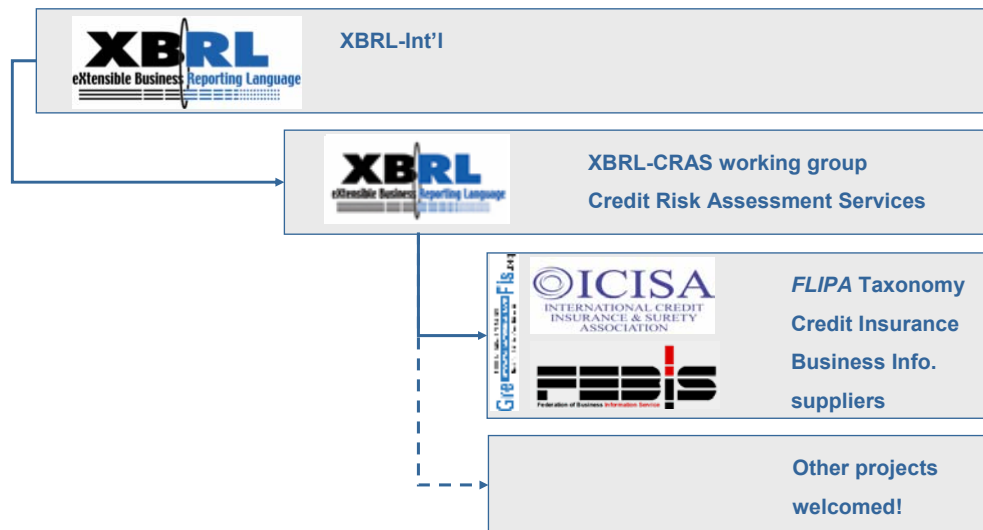 XBRL
eXtensible Business Reporting Language
XBRL-Int'l
XBRL
eXtensible Business Reporting Language
XBRL-CRAS working group
Credit Risk Assessment Services
GreFis
ICISA
INTERNATIONAL CREDIT
INSURANCE & SURETY
ASSOCIATION
FEBIS
Federation of Business Information Service
FLIPA Taxonomy
Credit Insurance
Business Info.
suppliers
Other projects
welcomed!